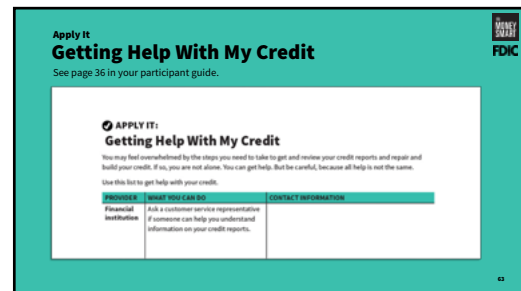 Apply It
Getting Help With My Credit
See page 36 in your participant guide.
MONEY
SMART
FDIC
APPLY IT:
Getting Help With My Credit
You may feel overwhelmed by the steps you need to take to get and review your credit reports and repair and
build your credit. If so, you are not alone. You can get help. But be careful, because all help is not the same.
Use this list to get help with your credit.
PROVIDER WHAT YOU CAN DO CONTACT INFORMATION
Financial Ask a customer service representative
institution if someone can help you understand
information on your credit reports.
63